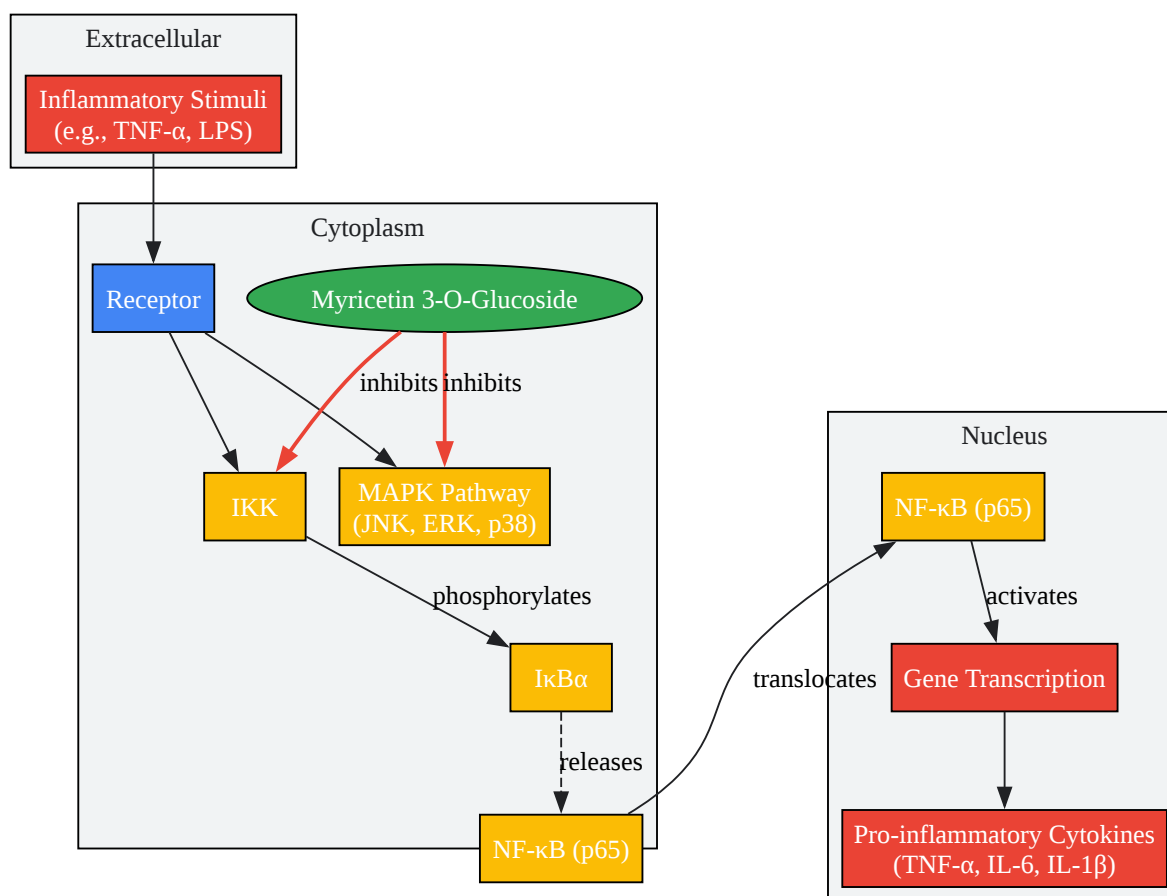 Extracellular
Inflammatory Stimuli
(e.g., TNF-α, LPS)
Cytoplasm
Receptor
Myricetin 3-O-Glucoside
inhibits
inhibits
IKK
MAPK Pathway
(JNK, ERK, p38)
phosphorylates
IκBα
releases
NF-κB (p65)
translocates
Nucleus
NF-κB (p65)
activates
Gene Transcription
Pro-inflammatory Cytokines
(TNF-α, IL-6, IL-1β)